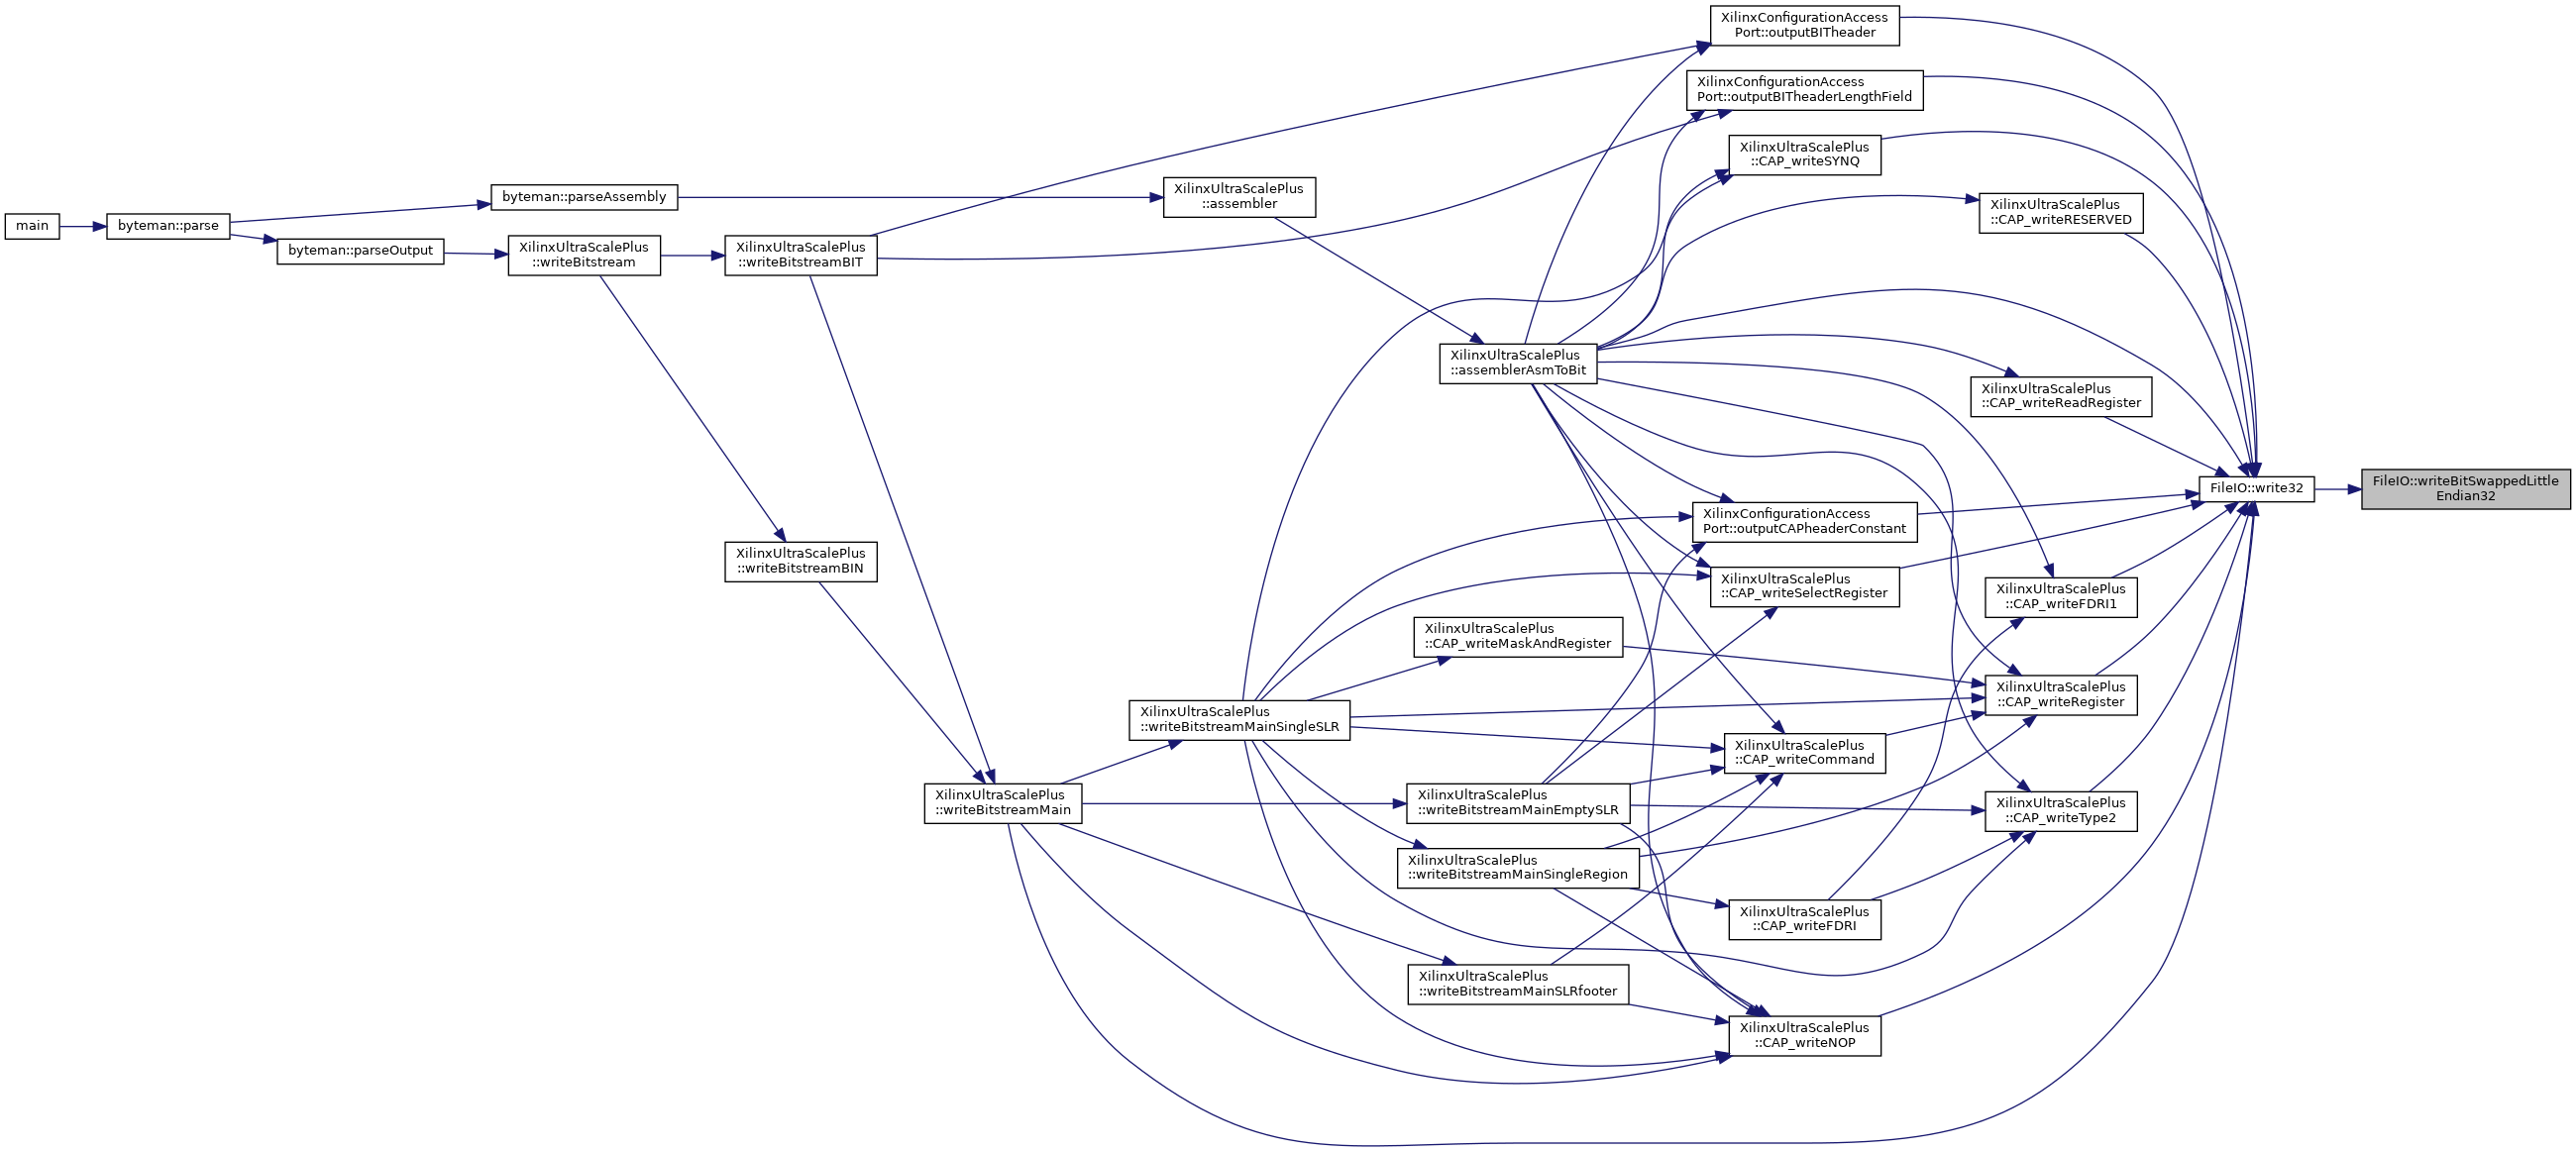 XilinxConfigurationAccess
Port::outputBITheader
XilinxConfigurationAccess
Port::outputBITheaderLengthField
XilinxUltraScalePlus
::CAP_writeSYNQ
XilinxUltraScalePlus
::assembler
byteman::parseAssembly
XilinxUltraScalePlus
::CAP_writeRESERVED
main
byteman::parse
byteman::parseOutput
XilinxUltraScalePlus
::writeBitstream
XilinxUltraScalePlus
::writeBitstreamBIT
XilinxUltraScalePlus
::assemblerAsmToBit
XilinxUltraScalePlus
::CAP_writeReadRegister
FileIO::write32
FileIO::writeBitSwappedLittle
Endian32
XilinxConfigurationAccess
Port::outputCAPheaderConstant
XilinxUltraScalePlus
::writeBitstreamBIN
XilinxUltraScalePlus
::CAP_writeSelectRegister
XilinxUltraScalePlus
::CAP_writeFDRI1
XilinxUltraScalePlus
::CAP_writeMaskAndRegister
XilinxUltraScalePlus
::CAP_writeRegister
XilinxUltraScalePlus
::writeBitstreamMainSingleSLR
XilinxUltraScalePlus
::CAP_writeCommand
XilinxUltraScalePlus
::writeBitstreamMain
XilinxUltraScalePlus
::writeBitstreamMainEmptySLR
XilinxUltraScalePlus
::CAP_writeType2
XilinxUltraScalePlus
::writeBitstreamMainSingleRegion
XilinxUltraScalePlus
::CAP_writeFDRI
XilinxUltraScalePlus
::writeBitstreamMainSLRfooter
XilinxUltraScalePlus
::CAP_writeNOP